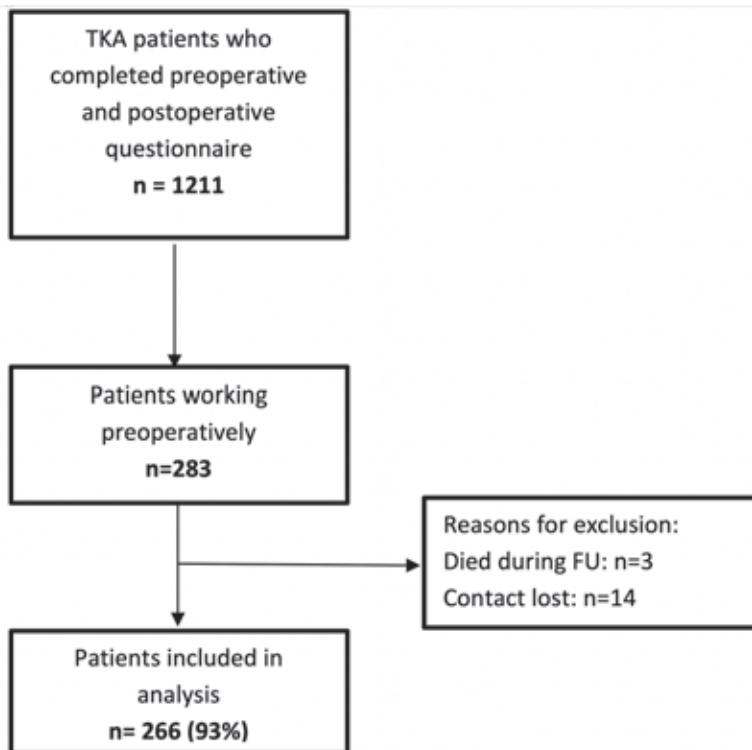 TKA patients who
completed preoperative
and postoperative
questionnaire
n = 1211
Patients working
preoperatively
n=283
Reasons for exclusion:
Died during FU: n=3
Contact lost: n=14
Patients included in
analysis
n= 266 (93%)